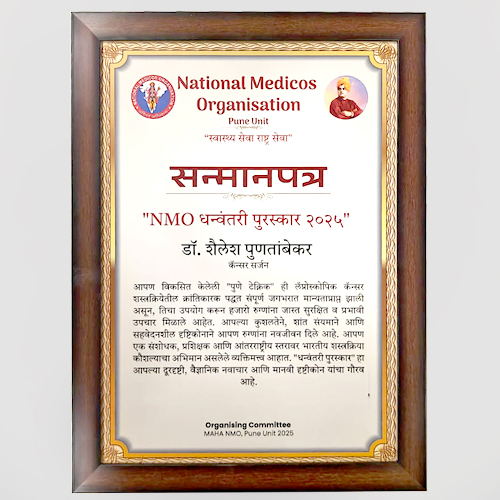 National Medicos
Organisation
Pune Unit
"स्वास्थ्य सेवा राष्ट्र सेवा"
सन्मानपत्र
"NMO धन्वंतरी पुरस्कार २०२५"
डॉ. शैलेश पुणतांबेकर
कॅन्सर सर्जन
आपण विकसित केलेली "पुणे टेक्निक" ही लॅप्रोस्कोपिक कॅन्सर
शस्त्रक्रियेतील क्रांतिकारक पद्धत संपूर्ण जगभरात मान्यताप्राप्त झाली
असून, तिचा उपयोग करून हजारो रुग्णांना जास्त सुरक्षित व प्रभावी
उपचार मिळाले आहेत. आपल्या कुशलतेने, शांत संयमाने आणि
सहवेदनशील दृष्टिकोनाने आपण रुग्णांना नवजीवन दिले आहे. आपण
एक संशोधक, प्रशिक्षक आणि आंतरराष्ट्रीय स्तरावर भारतीय शस्त्रक्रिया
कौशल्याचा अभिमान असलेले व्यक्तिमत्त्व आहात. "धन्वंतरी पुरस्कार" हा
आपल्या दूरदृष्टी, वैज्ञानिक नवाचार आणि मानवी दृष्टीकोन यांचा गौरव
आहे.
Organising Committee
MAHA NMO, Pune Unit 2025